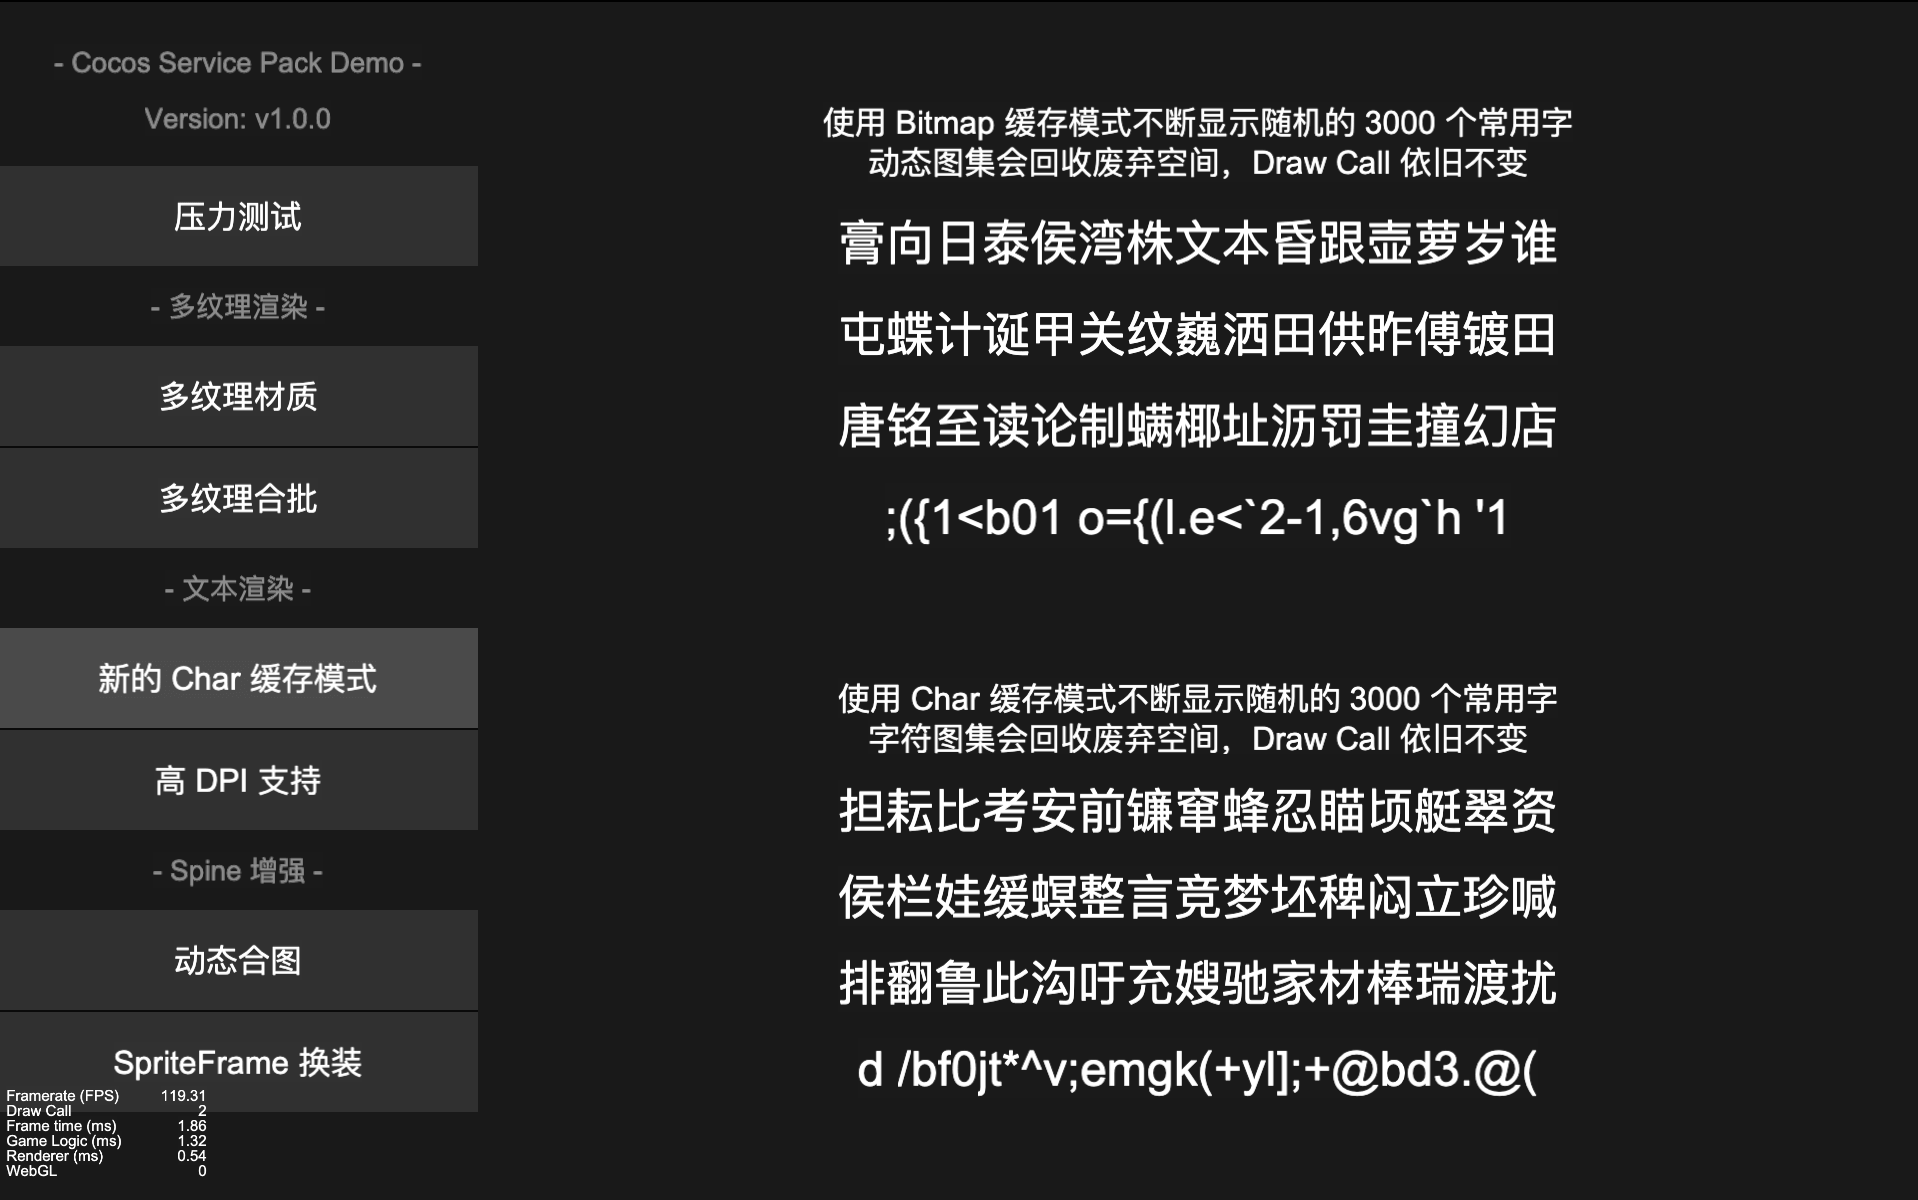 - Cocos Service Pack Demo -
Version: v1.0.0
压力测试
- 多纹理渲染 -
多纹理材质
多纹理合批
- 文本渲染 -
新的 Char 缓存模式
高 DPI 支持
- Spine 增强 -
动态合图
SpriteFrame 换装
Framerate (FPS) 119.31
Draw Call 2
Frame time (ms) 1.86
Game Logic (ms) 1.32
Renderer (ms) 0.54
WebGL 0
使用 Bitmap 缓存模式不断显示随机的 3000 个常用字
动态图集会回收废弃空间，Draw Call 依旧不变
膏向日泰侯湾株文本昏跟壶萝岁谁
屯蝶计诞甲关纹巍洒田供昨傅镀田
唐铭至读论制螨椰址沥罚圭撞幻店
;({1<b01 o={(l.e<`2-1,6vg`h '1
使用 Char 缓存模式不断显示随机的 3000 个常用字
字符图集会回收废弃空间，Draw Call 依旧不变
担耘比考安前镰窜蜂忍瞄顷艇翠资
侯栏娃缓螟整言竞梦坯稗闷立珍喊
排翻鲁此沟吁充嫂驰家材棒瑞渡扰
d /bf0jt*^v;emgk(+yl];+@bd3.@(